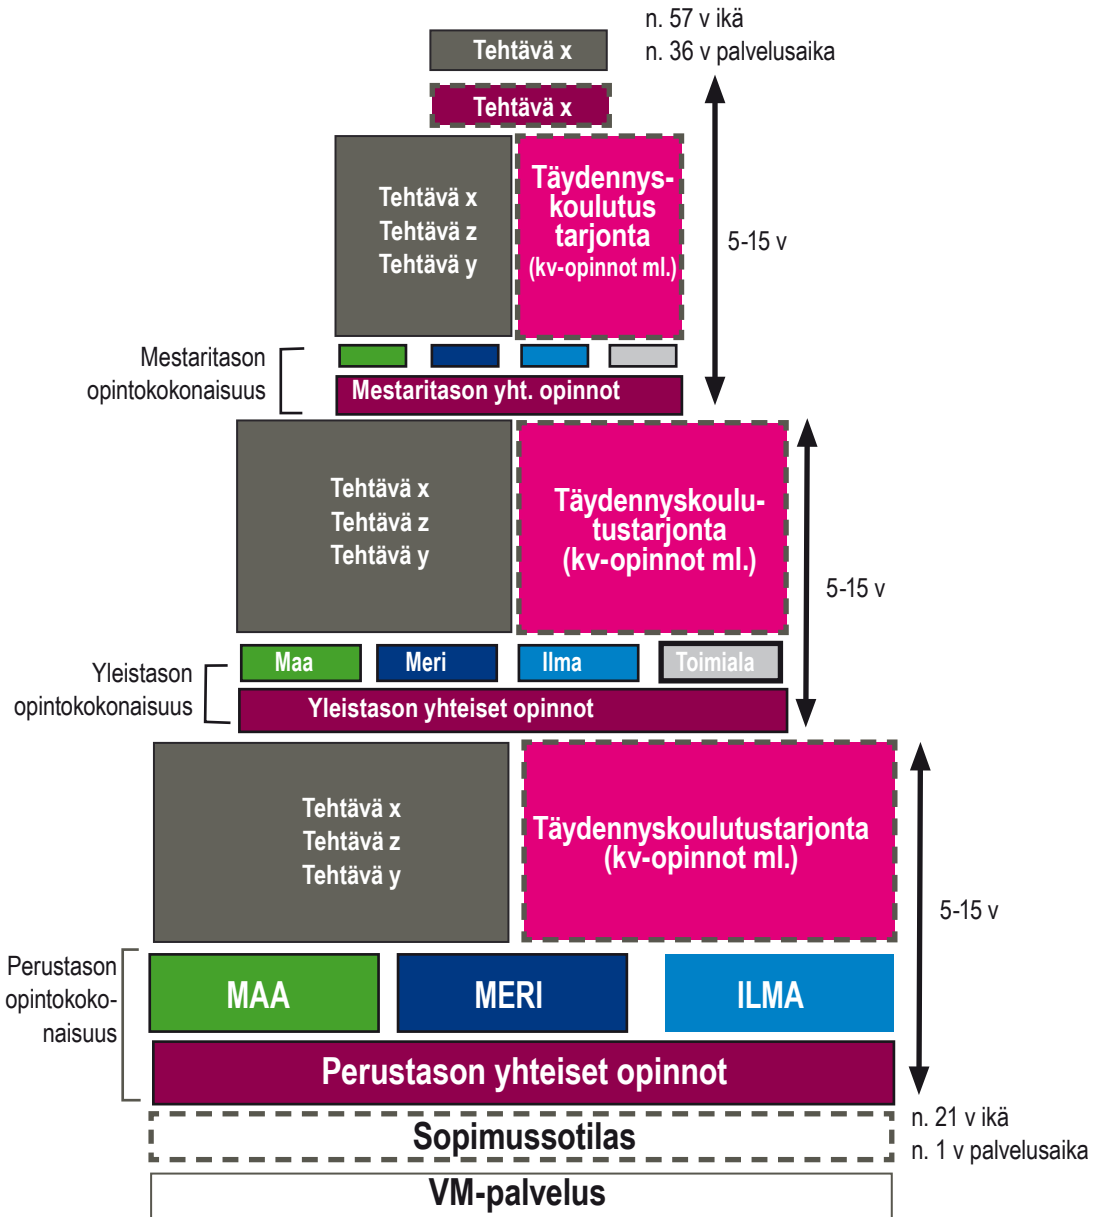 n. 57 v ikä
n. 36 v palvelusaika
Tehtävä x
Tehtävä x
Tehtävä x
Tehtävä z
Tehtävä y
Täydennys-
koulutus
tarjonta
(kv-opinnot ml.)
5-15 v
Mestaritason
opintokokonaisuus
Mestaritason yht. opinnot
Tehtävä x
Tehtävä z
Tehtävä y
Täydennyskoulu-
tustarjonta
(kv-opinnot ml.)
5-15 v
Yleistason
opintokokonaisuus
Maa
Meri
Ilma
Toimiala
Yleistason yhteiset opinnot
Tehtävä x
Tehtävä z
Tehtävä y
Täydennyskoulutustarjonta
(kv-opinnot ml.)
5-15 v
Perustason
opintokoko-
naisuus
MAA
MERI
ILMA
Perustason yhteiset opinnot
Sopimussotilas
n. 21 v ikä
n. 1 v palvelusaika
VM-palvelus